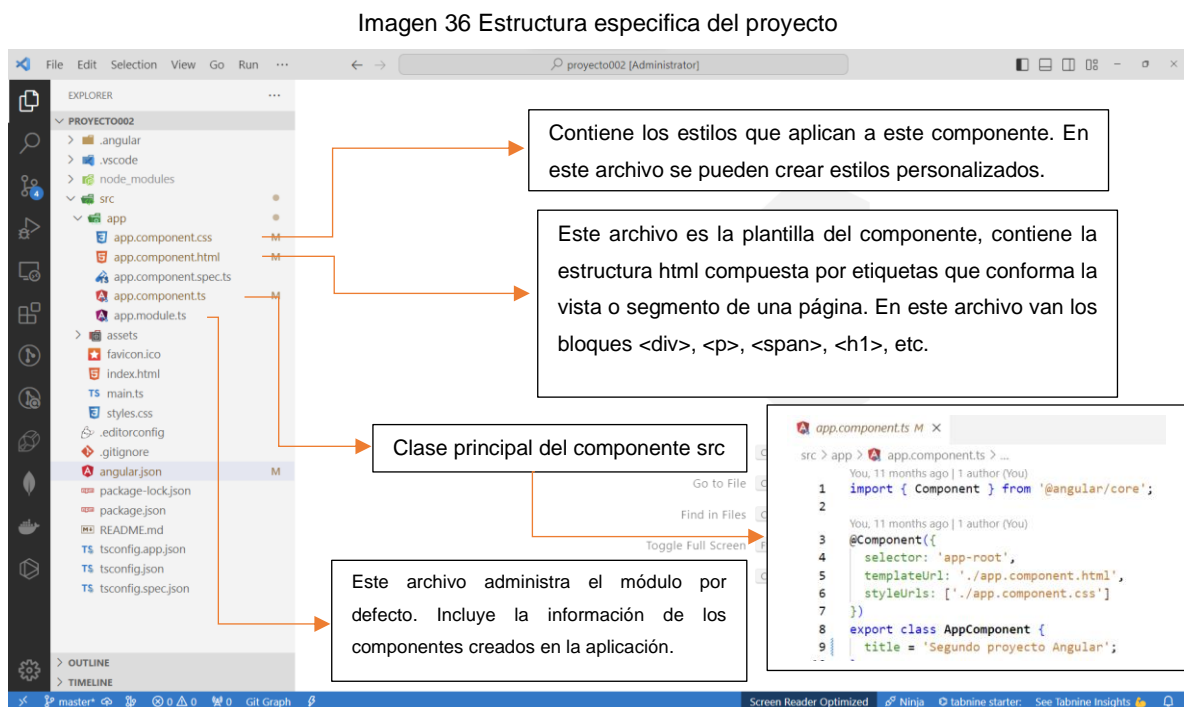 Imagen 36 Estructura especifica del proyecto
File Edit Selection View Go Run ...
proyecto002 [Administrator]
EXPLORER
PROYECTO002
.angular
.vscode
node_modules
src
app
app.component.css M
app.component.html M
app.component.spec.ts
app.component.ts M
app.module.ts
assets
favicon.ico
index.html
TS main.ts
styles.css
.editorconfig
.gitignore
angular.json M
package-lock.json
package.json
README.md
TS tsconfig.app.json
TS tsconfig.json
TS tsconfig.spec.json
OUTLINE
TIMELINE
4
Contiene los estilos que aplican a este componente. En
este archivo se pueden crear estilos personalizados.
Este archivo es la plantilla del componente, contiene la
estructura html compuesta por etiquetas que conforma la
vista o segmento de una página. En este archivo van los
bloques <div>, <p>, <span>, <h1>, etc.
Clase principal del componente src
Go to File
Find in Files
Toggle Full Screen
Este archivo administra el módulo por
defecto. Incluye la información de los
componentes creados en la aplicación.
app.component.ts M ×
src > app > app.component.ts > ...
You, 11 months ago | 1 author (You)
1 import { Component } from '@angular/core';
2
You, 11 months ago | 1 author (You)
3 @Component({
4 selector: 'app-root',
5 templateUrl: './app.component.html',
6 styleUrls: ['./app.component.css']
7 })
8 export class AppComponent {
9 title = 'Segundo proyecto Angular';
master* 0 0 0 Git Graph
Screen Reader Optimized Ninja tabnine starter: See Tabnine Insights